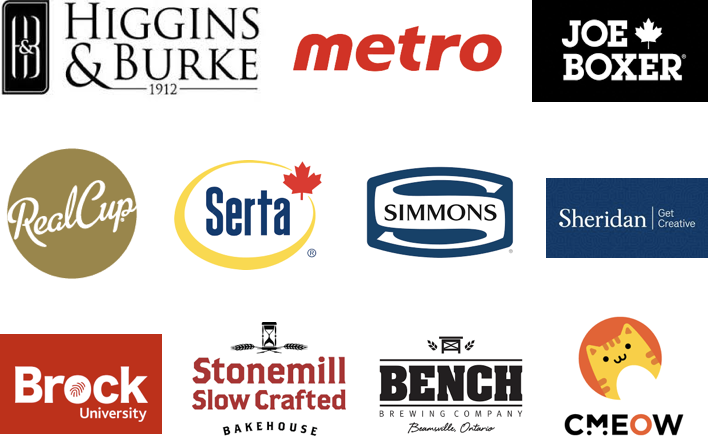 H&B
HIGGINS
& BURKE
1912
metro
JOE
BOXER
RealCup
Serta
®
SIMMONS
®
Sheridan | Get
Creative
Brock
University
Stonemill
Slow Crafted
BAKEHOUSE
BENCH
BREWING COMPANY
Beamsville, Ontario
CMEOW